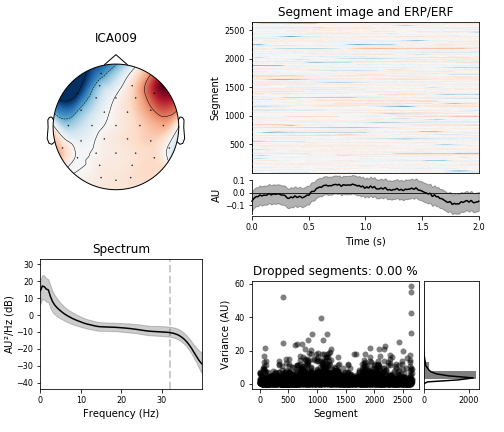 ICA009
Segment image and ERP/ERF
Segment
2500
2000
1500
1000
500
AU
0.1
0.0
−0.1
0.0 0.5 1.0 1.5 2.0
Time (s)
Spectrum
AU²/Hz (dB)
30
20
10
0
−10
−20
−30
−40
0 10 20 30
Frequency (Hz)
Dropped segments: 0.00 %
Variance (AU)
60
40
20
0
0 500 1000 1500 2000 2500
Segment
0 2000